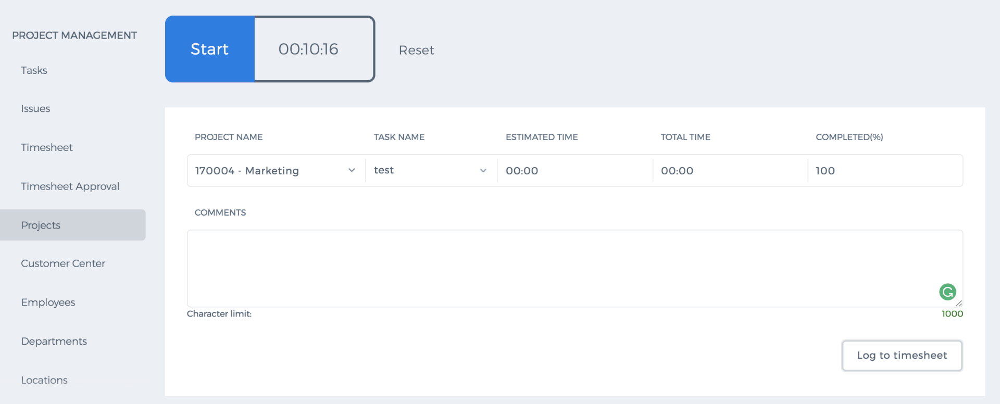 PROJECT MANAGEMENT
Tasks
Issues
Timesheet
Timesheet Approval
Projects
Customer Center
Employees
Departments
Locations
Start 00:10:16 Reset
PROJECT NAME TASK NAME ESTIMATED TIME TOTAL TIME COMPLETED(%)
170004 - Marketing test 00:00 00:00 100
COMMENTS
Character limit: 1000
Log to timesheet